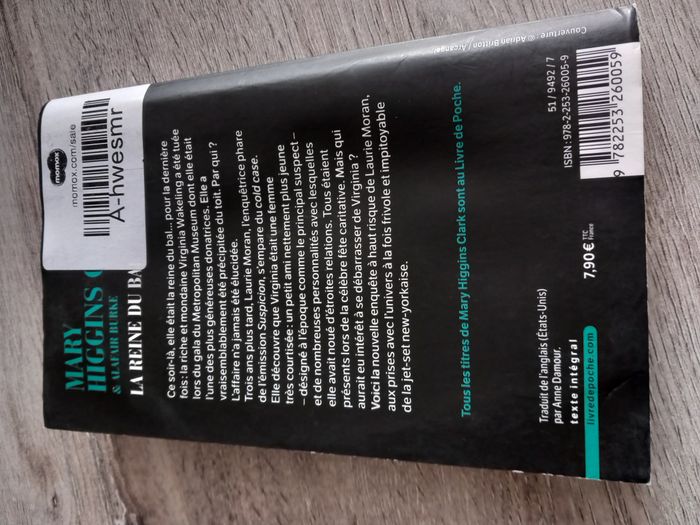 momox
momox.com/sale
A-hwesmr
MARY
HIGGINS C
& ALAFAIR BURKE
LA REINE DU BA
Ce soir-là, elle était la reine du bal... pour la dernière
fois : la riche et mondaine Virginia Wakeling a été tuée
lors du gala du Metropolitan Museum dont elle était
l'une des plus généreuses donatrices. Elle a
vraisemblablement été précipitée du toit. Par qui ?
L'affaire n'a jamais été élucidée.
Trois ans plus tard, Laurie Moran, l'enquêtrice phare
de l'émission Suspicion, s'empare du cold case.
Elle découvre que Virginia était une femme
très courtisée : un petit ami nettement plus jeune
– désigné à l'époque comme le principal suspect –
et de nombreuses personnalités avec lesquelles
elle avait noué d'étroites relations. Tous étaient
présents lors de la célèbre fête caritative. Mais qui
aurait eu intérêt à se débarrasser de Virginia ?
Voici la nouvelle enquête à haut risque de Laurie Moran,
aux prises avec l'univers à la fois frivole et impitoyable
de la jet-set new-yorkaise.
Tous les titres de Mary Higgins Clark sont au Livre de Poche.
Traduit de l'anglais (États-Unis)
par Anne Damour.
texte intégral
livredepoche.com
7,90 € TTC
France
Couverture : © Adrian Britton / Arcangel
51 / 9492 / 7
ISBN : 978-2-253-26005-9
9 782253 260059